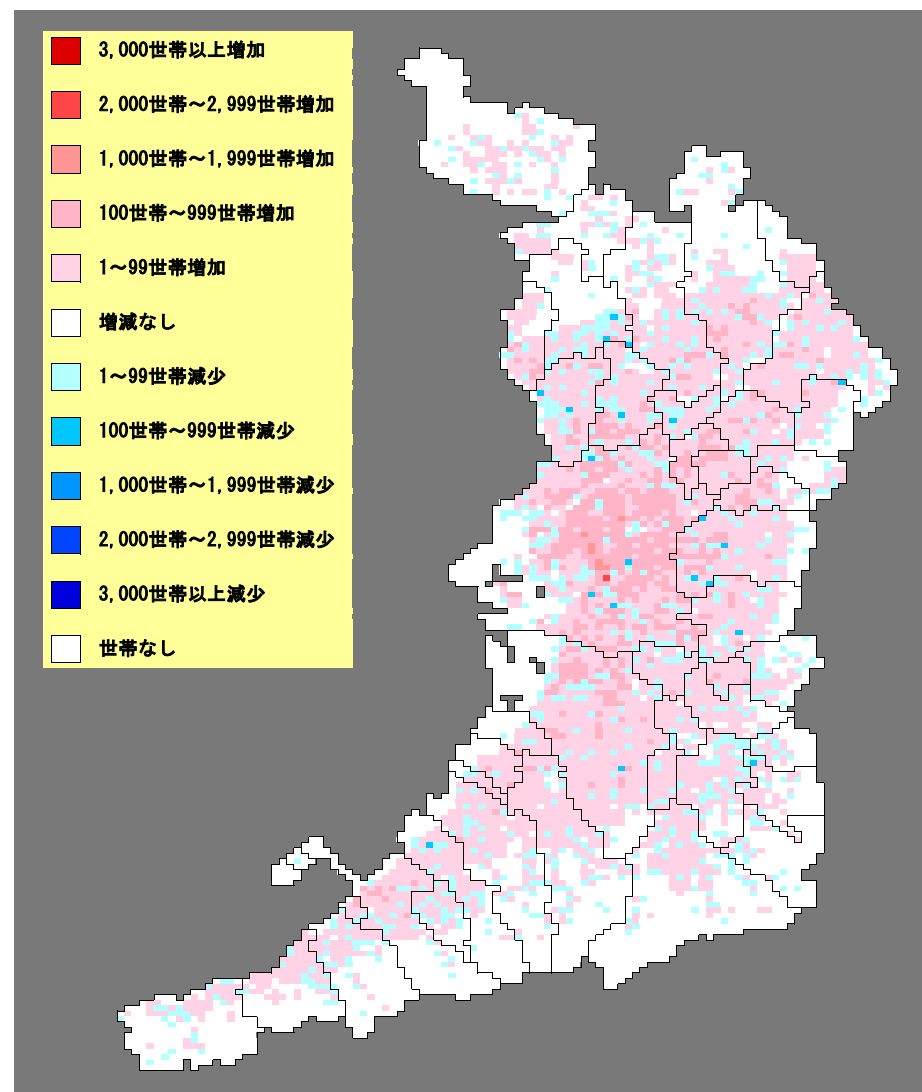 3,000世帯以上増加
2,000世帯～2,999世帯増加
1,000世帯～1,999世帯増加
100世帯～999世帯増加
1～99世帯増加
増減なし
1～99世帯減少
100世帯～999世帯減少
1,000世帯～1,999世帯減少
2,000世帯～2,999世帯減少
3,000世帯以上減少
世帯なし